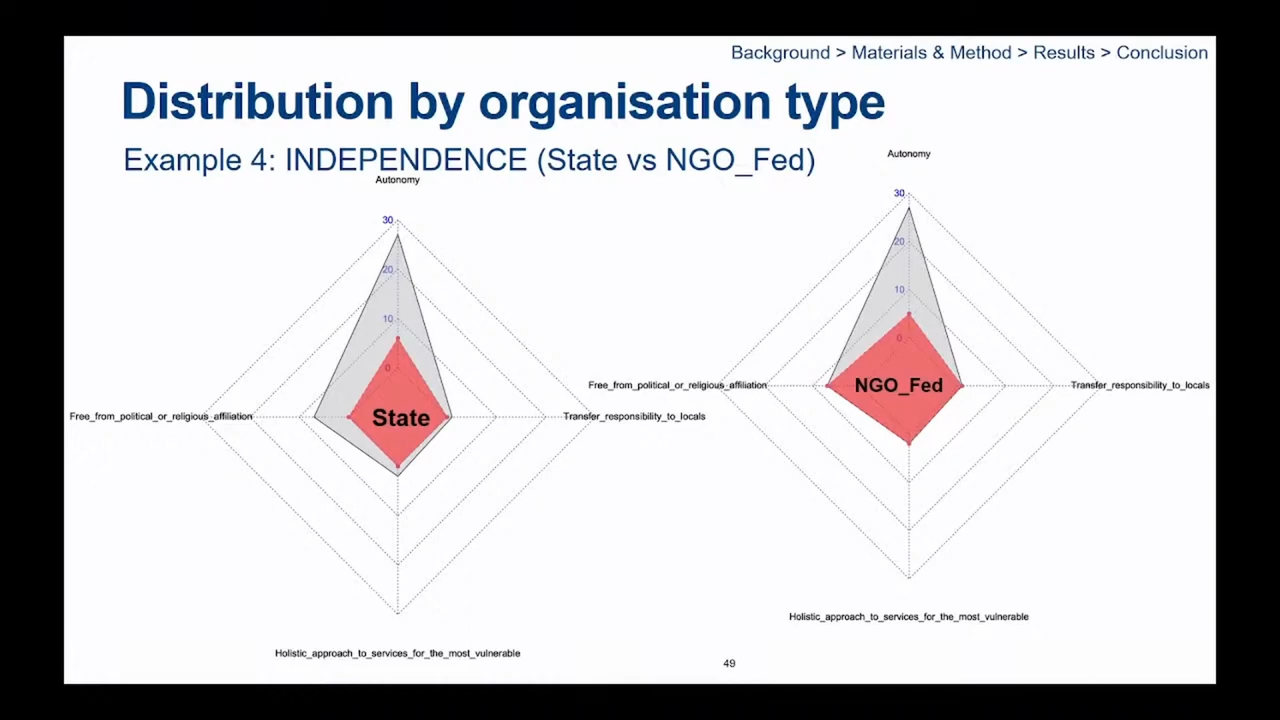 Background > Materials & Method > Results > Conclusion
Distribution by organisation type
Example 4: INDEPENDENCE (State vs NGO_Fed)
Autonomy
30
20
10
0
Free_from_political_or_religious_affiliation
State
Transfer_responsibility_to_locals
Holistic_approach_to_services_for_the_most_vulnerable
Autonomy
30
20
10
0
Free_from_political_or_religious_affiliation
NGO_Fed
Transfer_responsibility_to_locals
Holistic_approach_to_services_for_the_most_vulnerable
49